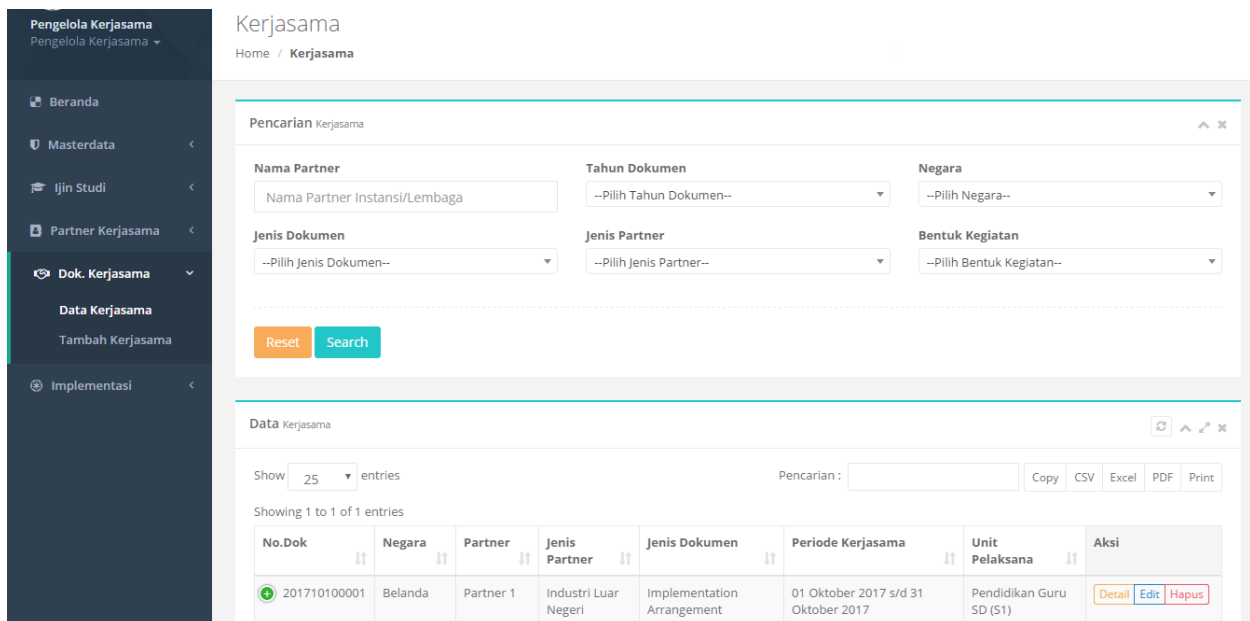 Pengelola Kerjasama
Pengelola Kerjasama
Beranda
Masterdata
Ijin Studi
Partner Kerjasama
Dok. Kerjasama
Data Kerjasama
Tambah Kerjasama
Implementasi
Kerjasama
Home / Kerjasama
Pencarian Kerjasama
Nama Partner Tahun Dokumen Negara
Nama Partner Instansi/Lembaga --Pilih Tahun Dokumen-- --Pilih Negara--
Jenis Dokumen Jenis Partner Bentuk Kegiatan
--Pilih Jenis Dokumen-- --Pilih Jenis Partner-- --Pilih Bentuk Kegiatan--
Reset Search
Data Kerjasama
Show 25 entries Pencarian : Copy CSV Excel PDF Print
Showing 1 to 1 of 1 entries
No.Dok Negara Partner Jenis Jenis Dokumen Periode Kerjasama Unit Aksi
Partner Pelaksana
201710100001 Belanda Partner 1 Industri Luar Implementation 01 Oktober 2017 s/d 31 Pendidikan Guru Detail Edit Hapus
Negeri Arrangement Oktober 2017 SD (S1)